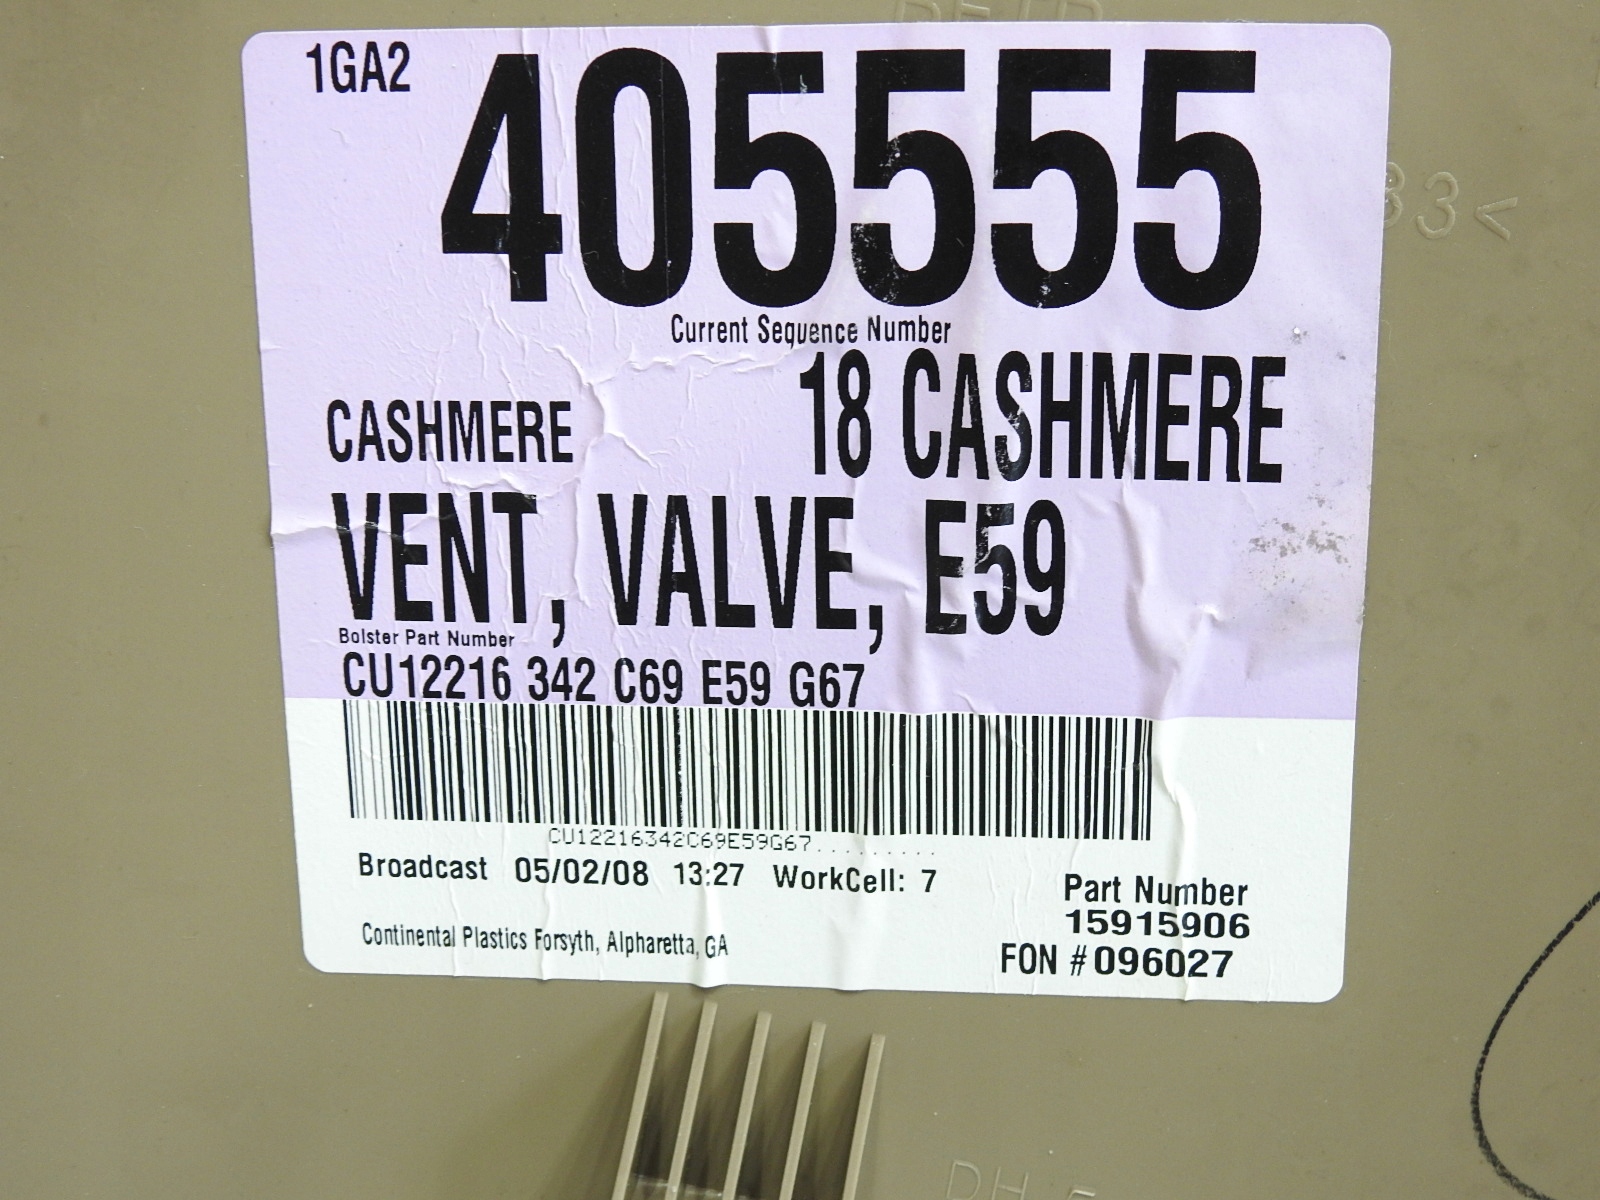 1GA2
405555
Current Sequence Number
33<
CASHMERE
18 CASHMERE
VENT, VALVE, E59
Bolster Part Number
CU12216 342 C69 E59 G67
CU12216342C69E59G67.........
Broadcast 05/02/08 13:27 WorkCell: 7
Part Number
15915906
Continental Plastics Forsyth, Alpharetta, GA
FON # 096027